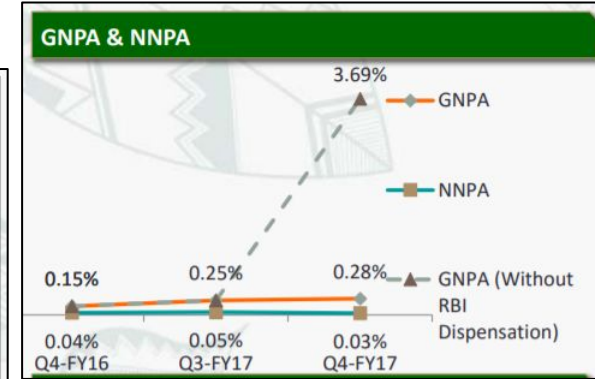 GNPA & NNPA
3.69%
GNPA
NNPA
0.15%
0.25%
0.28%
GNPA (Without
RBI
Dispensation)
0.04%
0.05%
0.03%
Q4-FY16
Q3-FY17
Q4-FY17